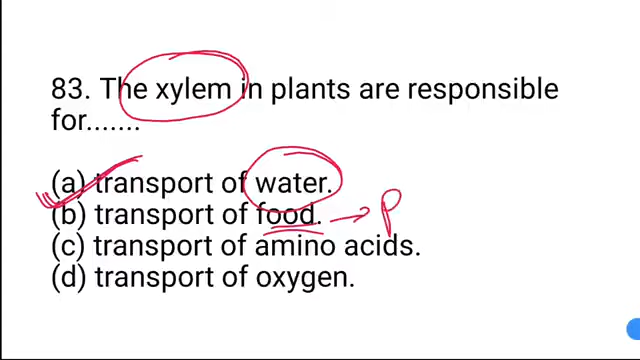 83. The xylem in plants are responsible
for.......
(a) transport of water.
(b) transport of food. → P
(c) transport of amino acids.
(d) transport of oxygen.